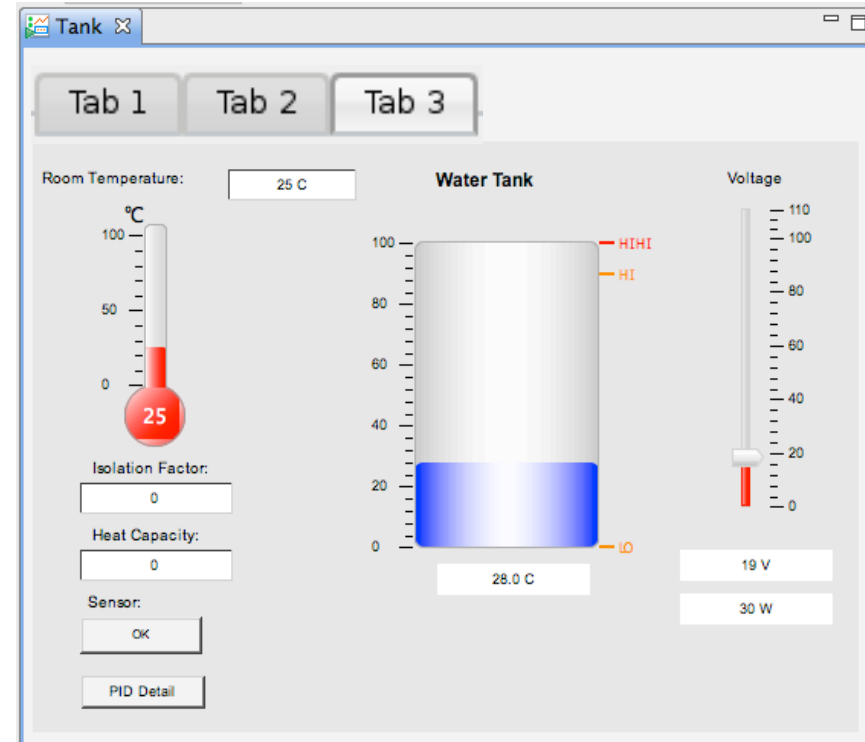 Tank
Tab 1 Tab 2 Tab 3
Room Temperature: 25 C
Water Tank
Voltage
°C
100
50
0
25
Isolation Factor:
0
Heat Capacity:
0
Sensor:
OK
PID Detail
100
80
60
40
20
0
HIHI
HI
LO
28.0 C
110
100
80
60
40
20
0
19 V
30 W